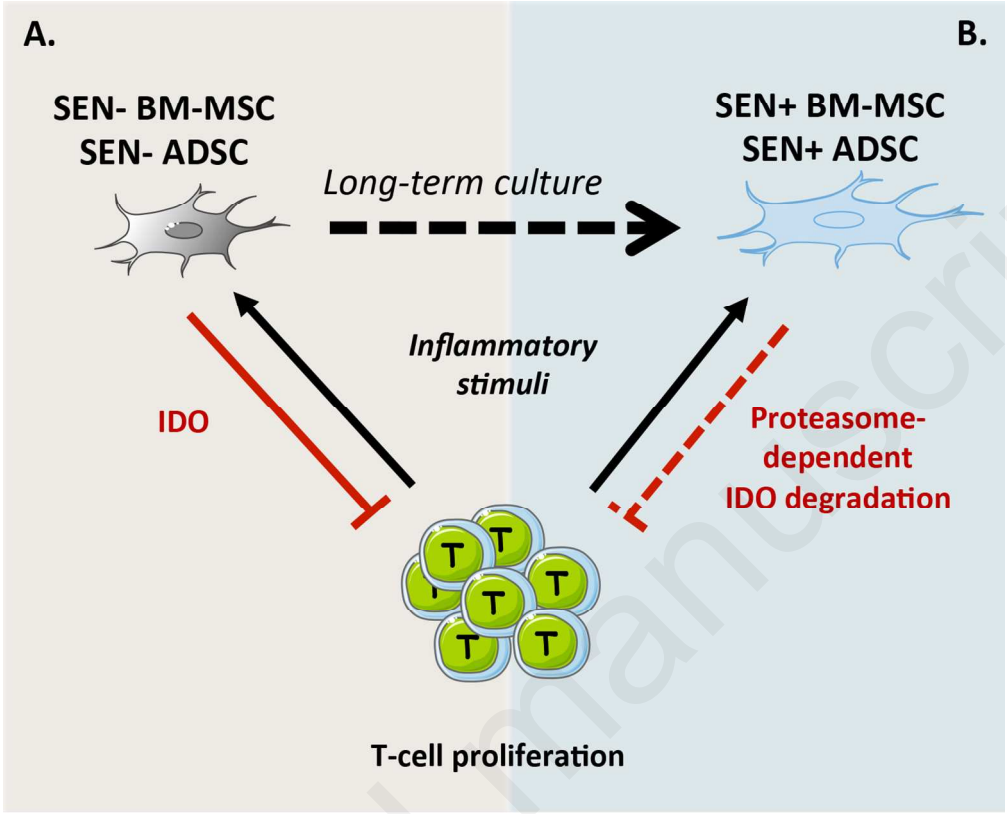 A.
B.
SEN- BM-MSC
SEN- ADSC
SEN+ BM-MSC
SEN+ ADSC
Long-term culture
Inflammatory
stimuli
IDO
Proteasome-
dependent
IDO degradation
T
T
T
T
T
T
T
T-cell proliferation
manuscri